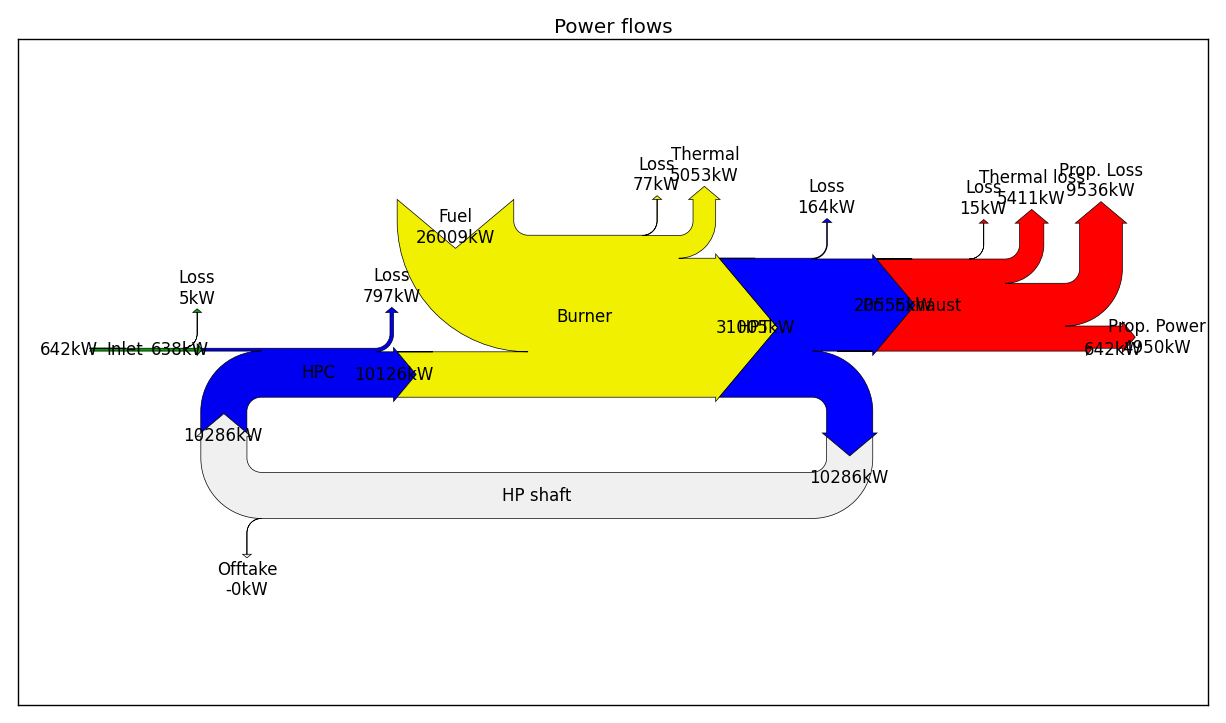 Power flows
Thermal
5053kW
Loss
77kW
Prop. Loss
9536kW
Thermal loss
5411kW
Loss
164kW
Loss
15kW
Fuel
26009kW
Loss
5kW
Loss
797kW
Burner
20555kW
Exhaust
31005kW
HPT
Prop. Power
4950kW
642kW
642kW
Inlet
638kW
HPC
10126kW
10286kW
10286kW
HP shaft
Offtake
-0kW